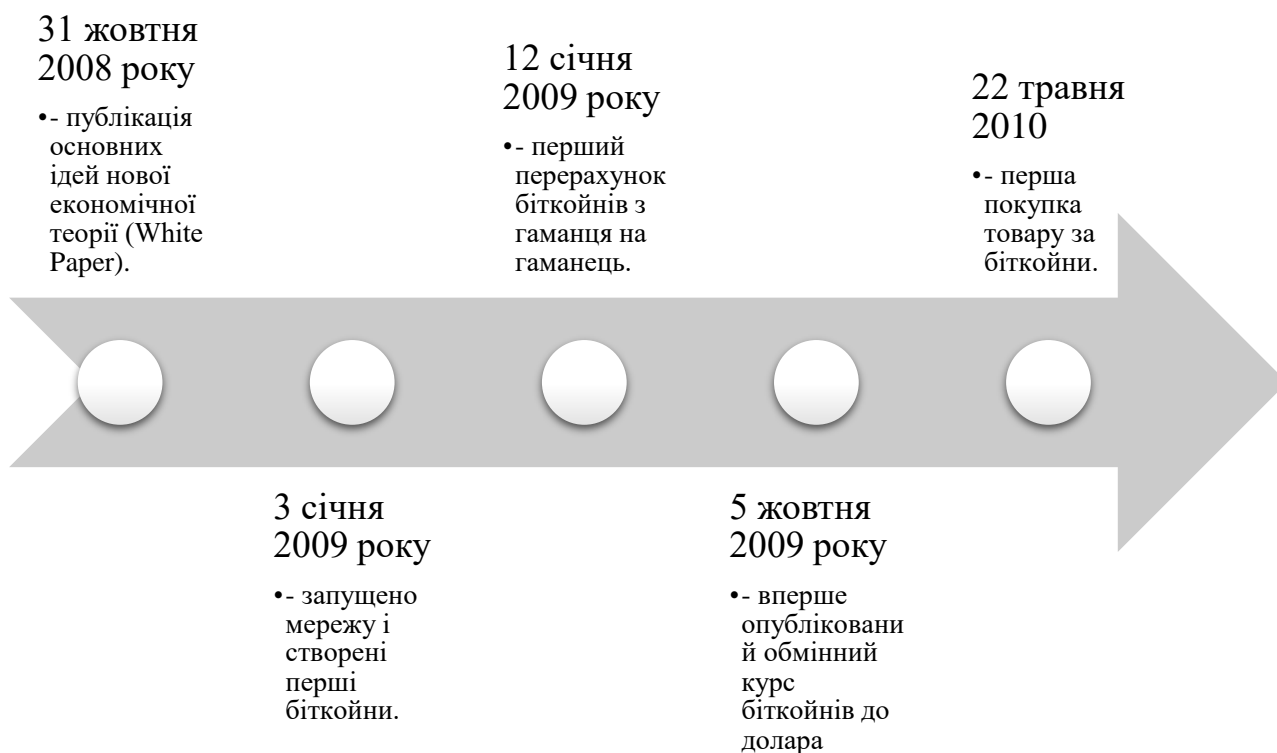 31 жовтня
2008 року
•- публікація
основних
ідей нової
економічної
теорії (White
Paper).
3 січня
2009 року
•- запущено
мережу і
створені
перші
біткойни.
12 січня
2009 року
•- перший
перерахунок
біткойнів з
гаманця на
гаманець.
5 жовтня
2009 року
•- вперше
опубліковани
й обмінний
курс
біткойнів до
долара
22 травня
2010
•- перша
покупка
товару за
біткойни.